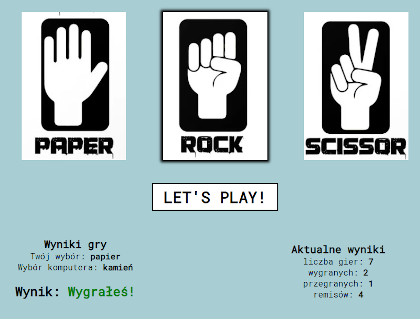 PAPER
ROCK
SCISSOR
LET'S PLAY!
Wyniki gry
Twój wybór: papier
Wybór komputera: kamień
Wynik: Wygrałeś!
Aktualne wyniki
liczba gier: 7
wygranych: 2
przegranych: 1
remisów: 4